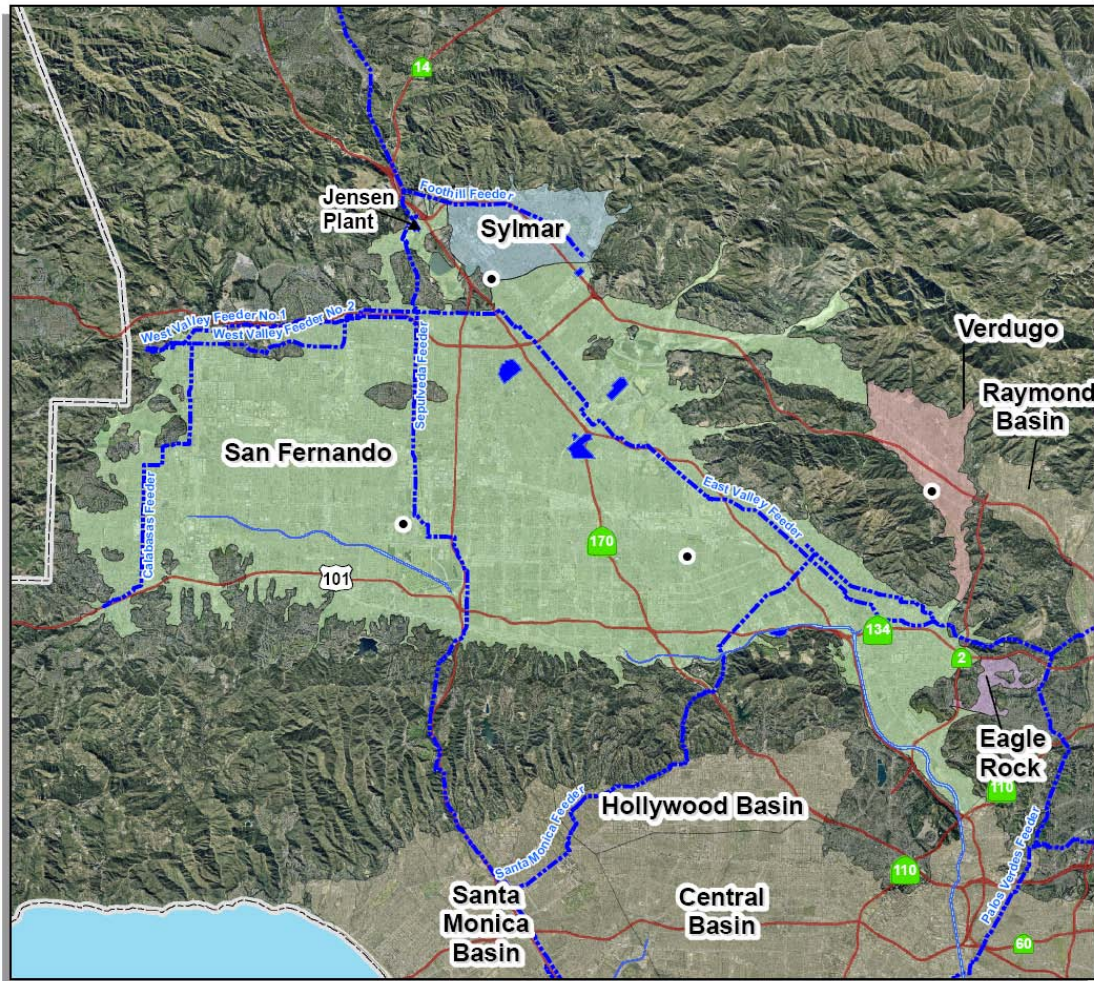 14
Jensen
Plant
Foothill Feeder
Sylmar
West Valley Feeder No.1
West Valley Feeder No. 2
Sepulveda Feeder
Verdugo
Raymond
Basin
San Fernando
Calabasas Feeder
East Valley Feeder
170
101
134
2
Eagle
Rock
110
Hollywood Basin
Santa Monica Feeder
Palos Verdes Feeder
110
Santa
Monica
Basin
Central
Basin
60